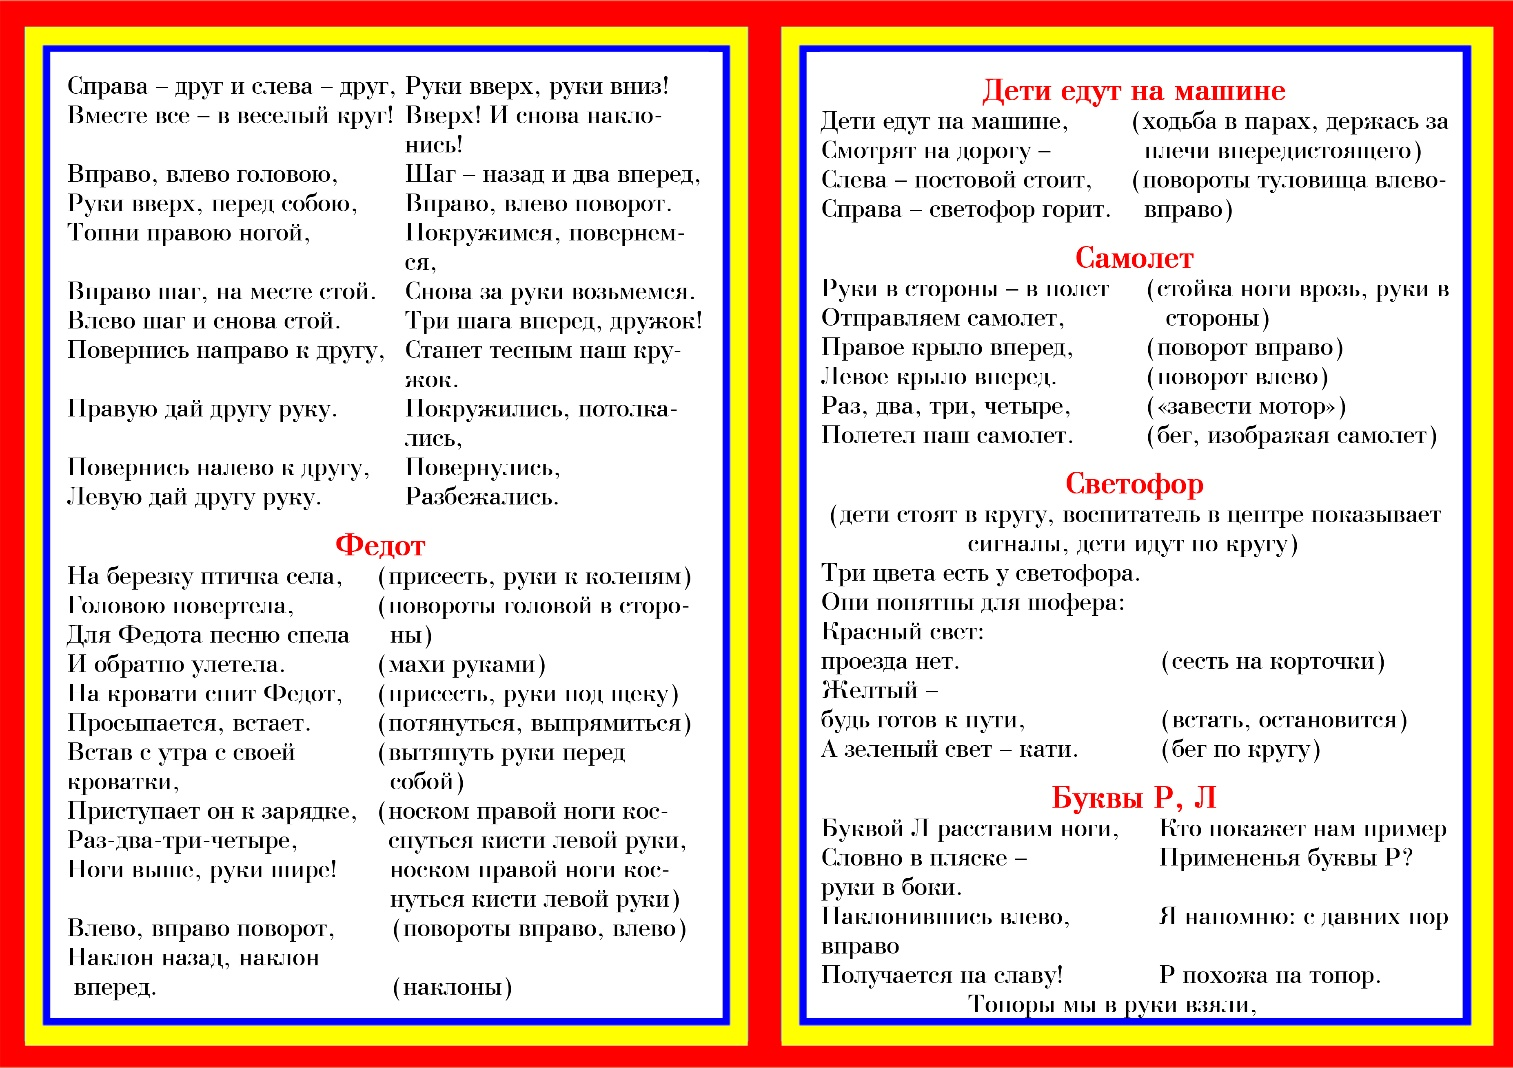 Справа – друг и слева – друг, Руки вверх, руки вниз!
Вместе все – в веселый круг! Вверх! И снова накло-
нись!
Вправо, влево головою, Шаг – назад и два вперед,
Руки вверх, перед собою, Вправо, влево поворот.
Топни правою ногой, Покружимся, повернем-
ся,
Вправо шаг, на месте стой. Снова за руки возьмемся.
Влево шаг и снова стой. Три шага вперед, дружок!
Повернись направо к другу, Станет тесным наш кру-
жок.
Правую дай другу руку. Покружились, потолка-
лись,
Повернись налево к другу, Повернулись,
Левую дай другу руку. Разбежались.
Федот
На березку птичка села, (присесть, руки к коленям)
Головою повертела, (повороты головой в сторо-
Для Федота песню спела ны)
И обратно улетела. (махи руками)
На кровати спит Федот, (присесть, руки под щеку)
Просыпается, встает. (потянуться, выпрямиться)
Встав с утра с своей (вытянуть руки перед
кроватки, собой)
Приступает он к зарядке, (носком правой ноги кос-
Раз-два-три-четыре, снуться кисти левой руки,
Ноги выше, руки шире! носком правой ноги кос-
нуться кисти левой руки)
Влево, вправо поворот, (повороты вправо, влево)
Наклон назад, наклон
вперед. (наклоны)
Дети едут на машине
Дети едут на машине, (ходьба в парах, держась за
Смотрят на дорогу – плечи впередистоящего)
Слева – постовой стоит, (повороты туловища влево-
Справа – светофор горит. вправо)
Самолет
Руки в стороны – в полет (стойка ноги врозь, руки в
Отправляем самолет, стороны)
Правое крыло вперед, (поворот вправо)
Левое крыло вперед. (поворот влево)
Раз, два, три, четыре, («завести мотор»)
Полетел наш самолет. (бег, изображая самолет)
Светофор
(дети стоят в кругу, воспитатель в центре показывает
сигналы, дети идут по кругу)
Три цвета есть у светофора.
Они понятны для шофера:
Красный свет:
проезда нет. (сесть на корточки)
Желтый –
будь готов к пути, (встать, остановится)
А зеленый свет – кати. (бег по кругу)
Буквы Р, Л
Буквой Л расставим ноги, Кто покажет нам пример
Словно в пляске – Примененья буквы Р?
руки в боки.
Наклонившись влево, Я напомню: с давних пор
вправо
Получается на славу! Р похожа на топор.
Топоры мы в руки взяли,